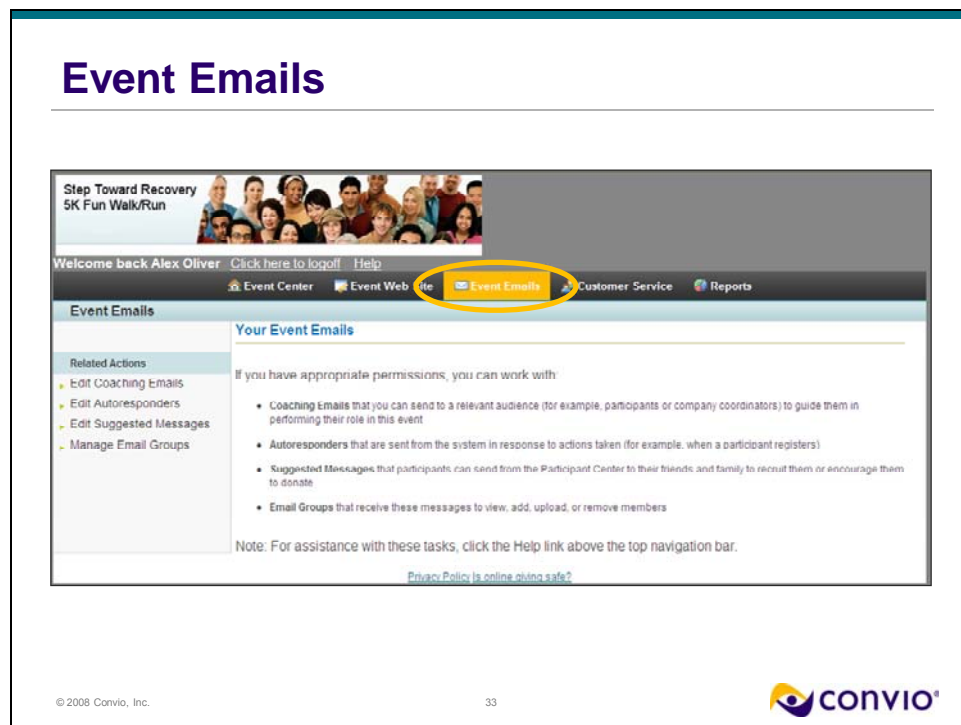 Event Emails
Step Toward Recovery
5K Fun Walk/Run
Welcome back Alex Oliver Click here to logoff Help
Event Center Event Web Site Event Emails Customer Service Reports
Event Emails
Your Event Emails
Related Actions
Edit Coaching Emails
Edit Autoresponders
Edit Suggested Messages
Manage Email Groups
If you have appropriate permissions, you can work with:
• Coaching Emails that you can send to a relevant audience (for example, participants or company coordinators) to guide them in
performing their role in this event
• Autoresponders that are sent from the system in response to actions taken (for example, when a participant registers)
• Suggested Messages that participants can send from the Participant Center to their friends and family to recruit them or encourage them
to donate
• Email Groups that receive these messages to view, add, upload, or remove members
Note: For assistance with these tasks, click the Help link above the top navigation bar.
Privacy Policy Is online giving safe?
© 2008 Convio, Inc.
33
convio®